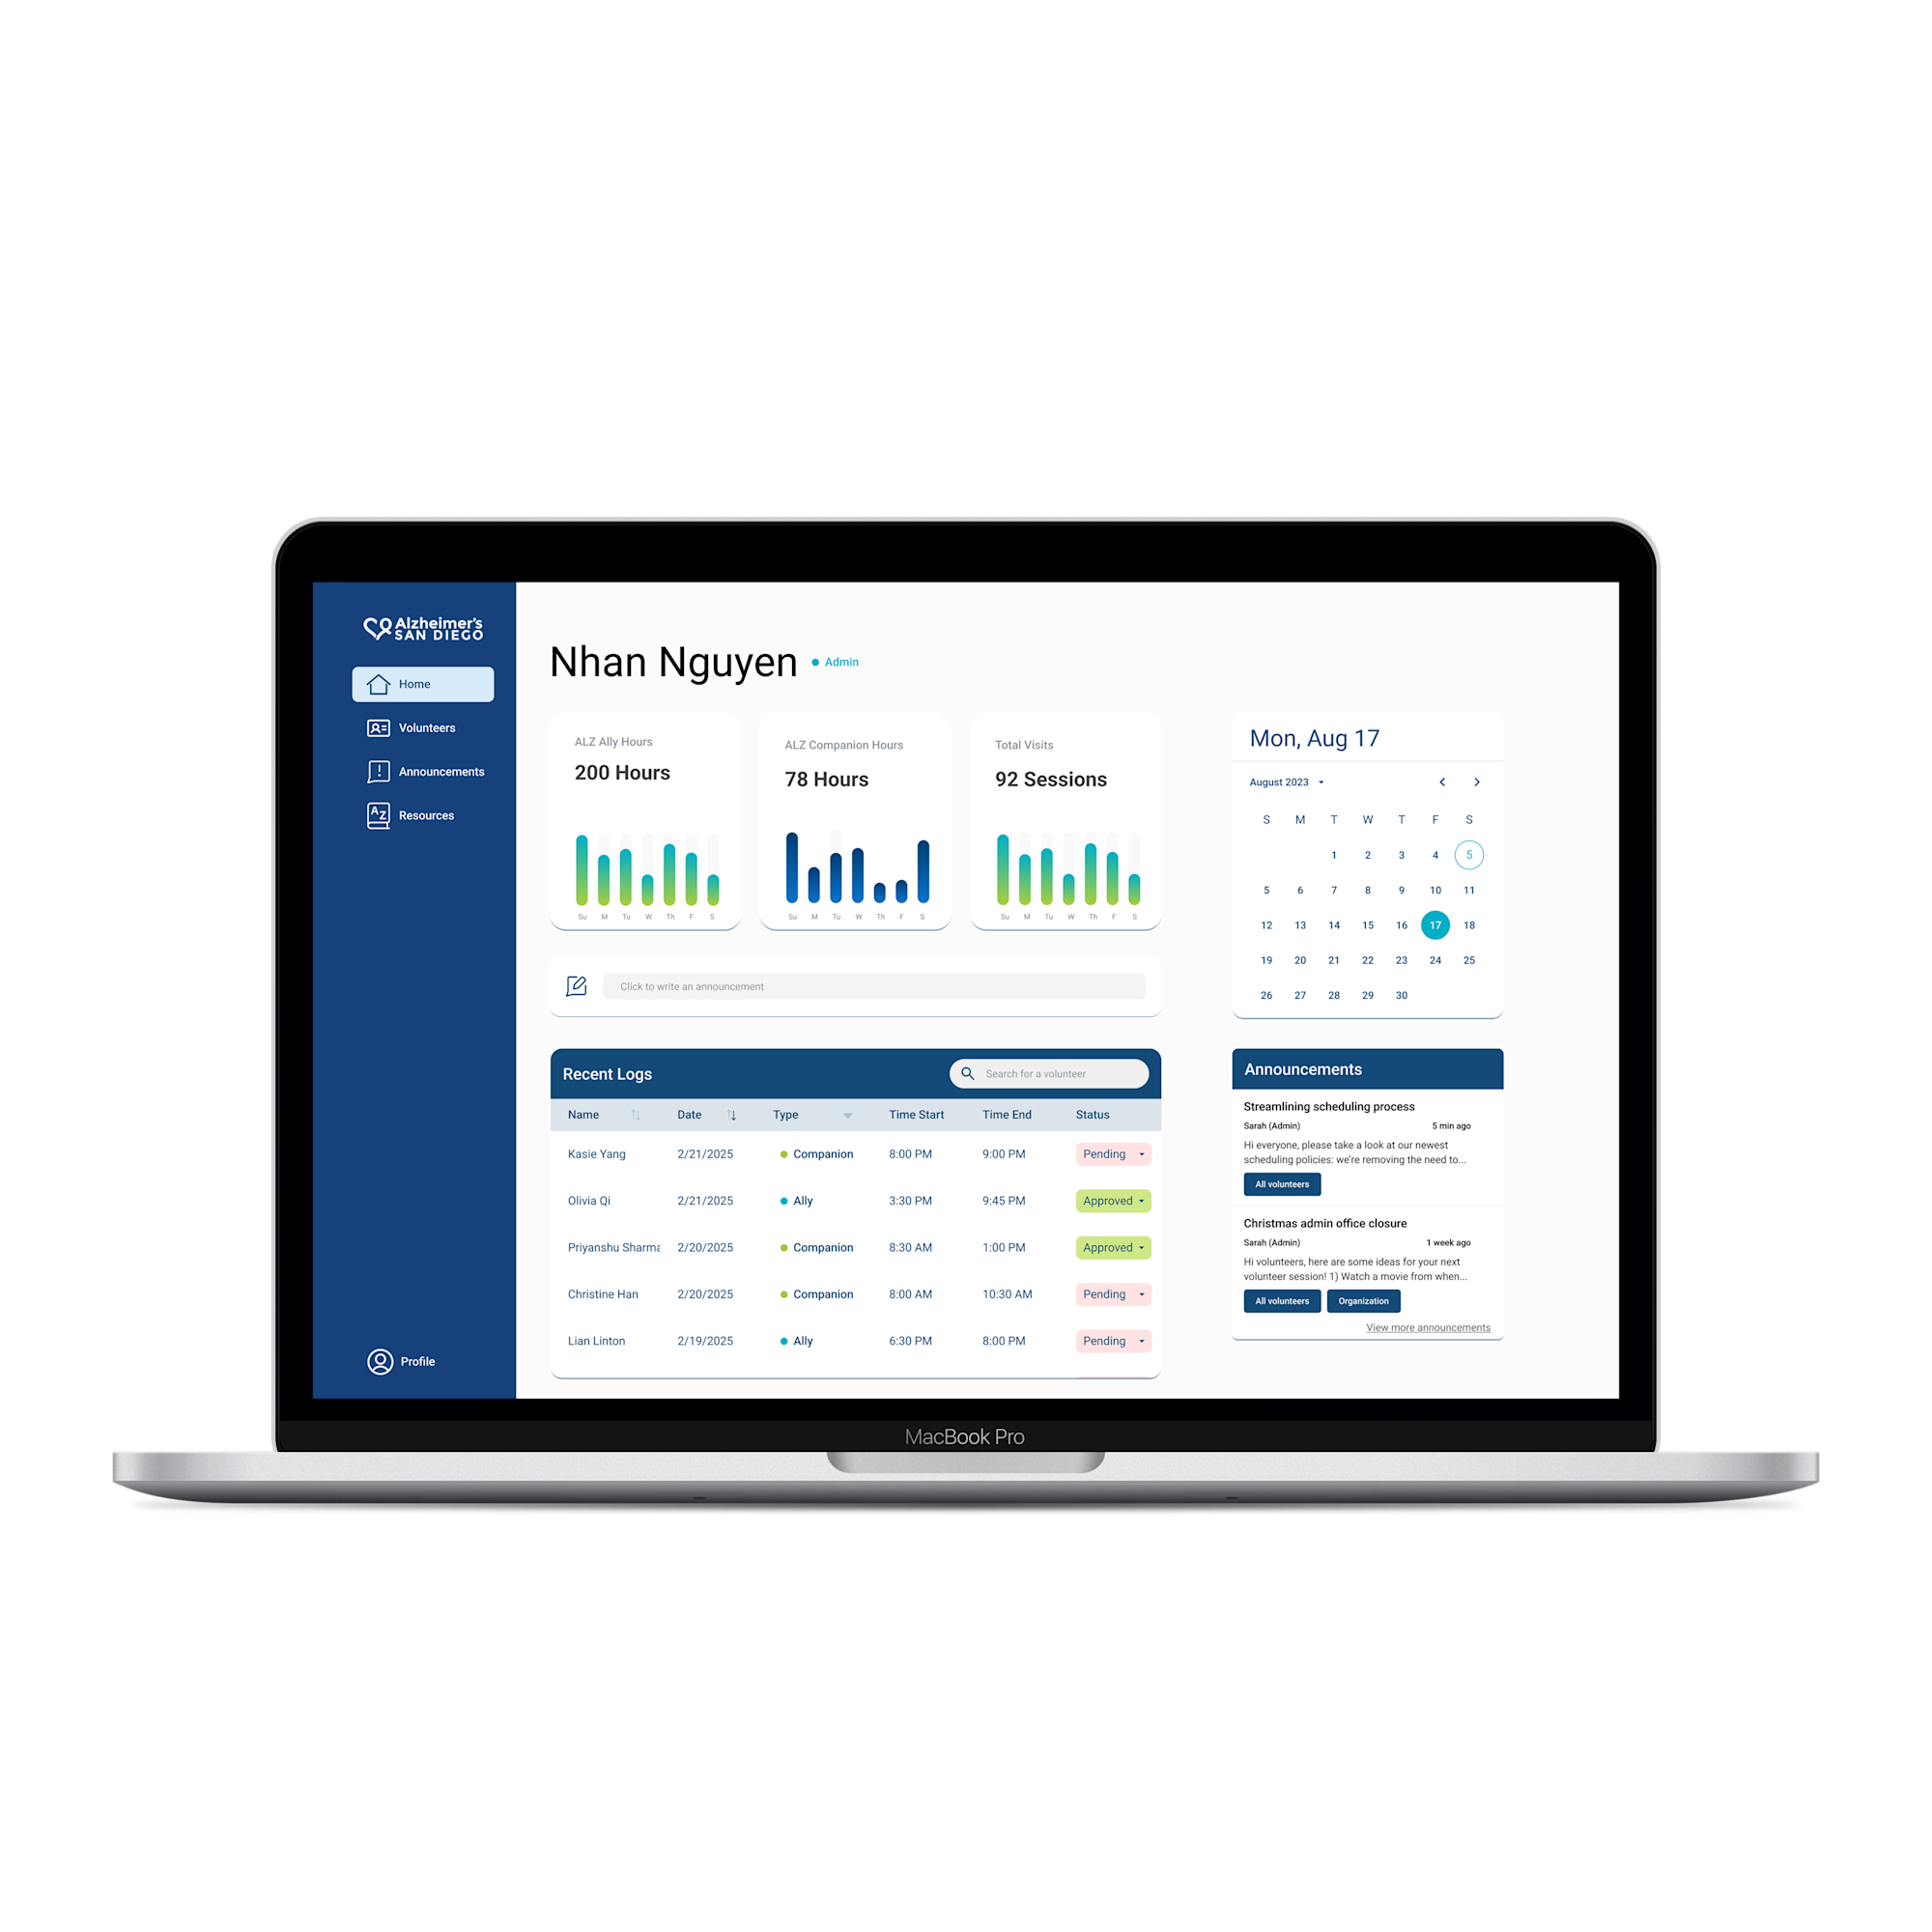 Alzheimer's
SAN DIEGO
Home
Volunteers
Announcements
Resources
Profile
Nhan Nguyen
Admin
ALZ Ally Hours
200 Hours
Su M Tu W Th F S
ALZ Companion Hours
78 Hours
Su M Tu W Th F S
Total Visits
92 Sessions
Su M Tu W Th F S
Click to write an announcement
Recent Logs
Search for a volunteer
Name Date Type Time Start Time End Status
Kasie Yang 2/21/2025 Companion 8:00 PM 9:00 PM Pending
Olivia Qi 2/21/2025 Ally 3:30 PM 9:45 PM Approved
Priyanshu Sharma 2/20/2025 Companion 8:30 AM 1:00 PM Approved
Christine Han 2/20/2025 Companion 8:00 AM 10:30 AM Pending
Lian Linton 2/19/2025 Ally 6:30 PM 8:00 PM Pending
Mon, Aug 17
August 2023
S M T W T F S
1 2 3 4 5
5 6 7 8 9 10 11
12 13 14 15 16 17 18
19 20 21 22 23 24 25
26 27 28 29 30
Announcements
Streamlining scheduling process
Sarah (Admin) 5 min ago
Hi everyone, please take a look at our newest
scheduling policies: we're removing the need to...
All volunteers
Christmas admin office closure
Sarah (Admin) 1 week ago
Hi volunteers, here are some ideas for your next
volunteer session! 1) Watch a movie from when...
All volunteers Organization
View more announcements
MacBook Pro